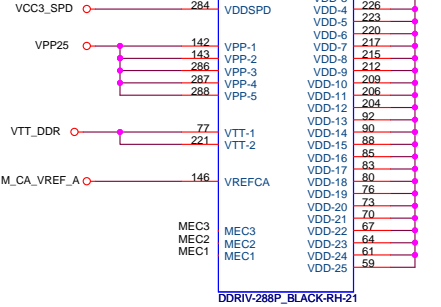 VCC3_SPD 284 VDDSPD VDD-4 226
VDD-5 223
VDD-6 220
VPP25 142 VPP-1 VDD-7 217
143 VPP-2 VDD-8 215
286 VPP-3 VDD-9 212
287 VPP-4 VDD-10 209
288 VPP-5 VDD-11 206
VDD-12 204
VDD-13 92
VTT_DDR 77 VTT-1 VDD-14 90
221 VTT-2 VDD-15 88
VDD-16 85
VDD-17 83
M_CA_VREF_A 146 VREFCA VDD-18 80
VDD-19 76
VDD-20 73
VDD-21 70
MEC3 MEC3 VDD-22 67
MEC2 MEC2 VDD-23 64
MEC1 MEC1 VDD-24 61
VDD-25 59
DDRIV-288P_BLACK-RH-21